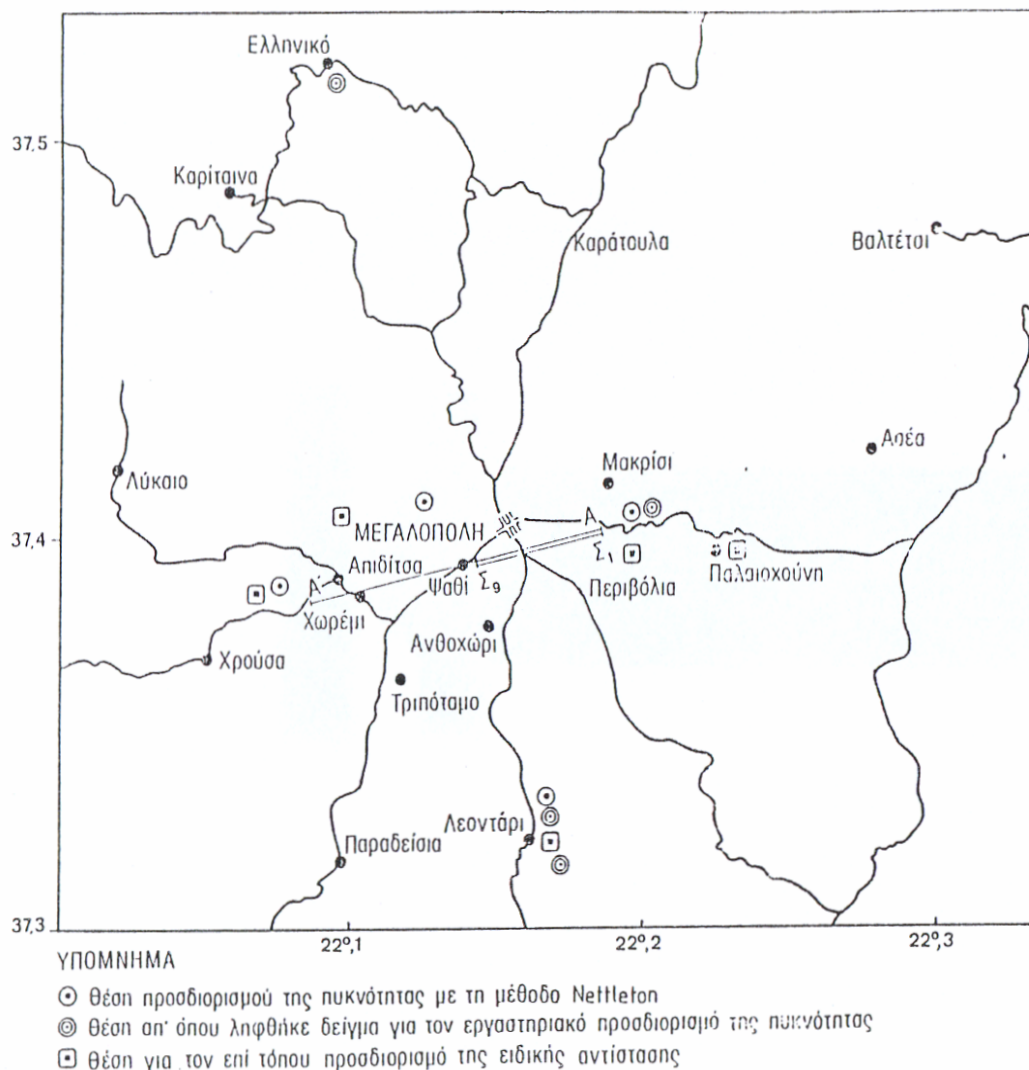 Ελληνικό
37,5
Καρίταινα
Καράτουλα
Βαλτέτσι
Ασέα
Μακρίσι
Λύκαιο
ΜΕΓΑΛΟΠΟΛΗ
Α
37,4
Απιδίτσα
Σ₁
Παλαιοχούνη
Α΄
Ψαθί
Σ₉
Περιβόλια
Χωρέμι
Ανθοχώρι
Χρούσα
Τριπόταμο
Λεοντάρι
Παραδείσια
37,3
22°,1
22°,2
22°,3
ΥΠΟΜΝΗΜΑ
θέση προσδιορισμού της πυκνότητας με τη μέθοδο Nettleton
θέση απ' όπου ληφθήκε δείγμα για τον εργαστηριακό προσδιορισμό της πυκνότητας
θέση για τον επί τόπου προσδιορισμό της ειδικής αντίστασης